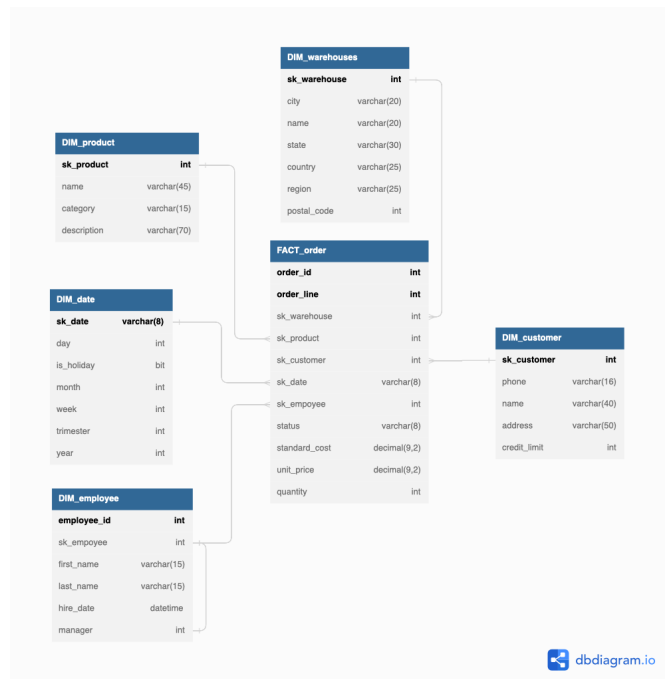 DIM_warehouses
sk_warehouse int
city varchar(20)
name varchar(20)
state varchar(30)
country varchar(25)
region varchar(25)
postal_code int
DIM_product
sk_product int
name varchar(45)
category varchar(15)
description varchar(70)
FACT_order
order_id int
order_line int
sk_warehouse int
sk_product int
sk_customer int
sk_date varchar(8)
sk_empoyee int
status varchar(8)
standard_cost decimal(9,2)
unit_price decimal(9,2)
quantity int
DIM_date
sk_date varchar(8)
day int
is_holiday bit
month int
week int
trimester int
year int
DIM_customer
sk_customer int
phone varchar(16)
name varchar(40)
address varchar(50)
credit_limit int
DIM_employee
employee_id int
sk_empoyee int
first_name varchar(15)
last_name varchar(15)
hire_date datetime
manager int
dbdiagram.io